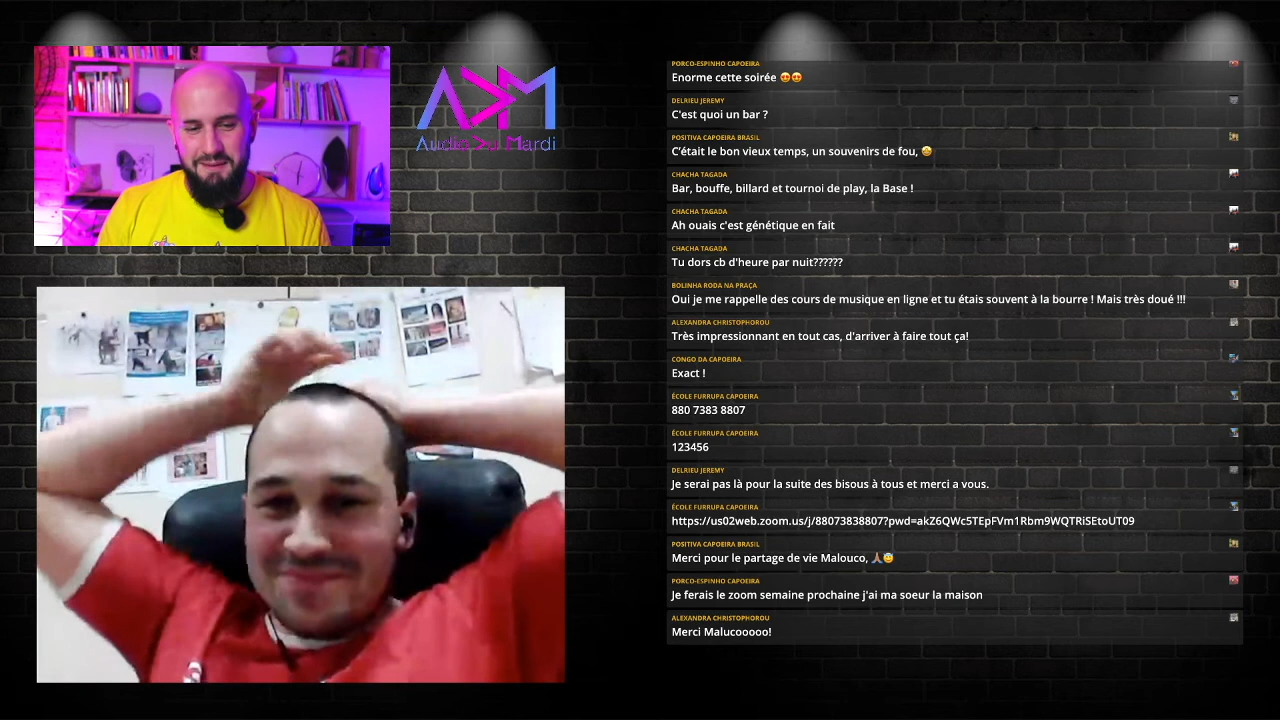 Audio Du Mardi
PORCO-ESPINHO CAPOEIRA
Enorme cette soirée 😍😍
DELRIEU JEREMY
C'est quoi un bar ?
POSITIVA CAPOEIRA BRASIL
C'était le bon vieux temps, un souvenirs de fou, 🤩
CHACHA TAGADA
Bar, bouffe, billard et tournoi de play, la Base !
CHACHA TAGADA
Ah ouais c'est génétique en fait
CHACHA TAGADA
Tu dors cb d'heure par nuit??????
BOLINHA RODA NA PRAÇA
Oui je me rappelle des cours de musique en ligne et tu étais souvent à la bourre ! Mais très doué !!!
ALEXANDRA CHRISTOPHOROU
Très impressionnant en tout cas, d'arriver à faire tout ça!
CONGO DA CAPOEIRA
Exact !
ÉCOLE FURRUPA CAPOEIRA
880 7383 8807
ÉCOLE FURRUPA CAPOEIRA
123456
DELRIEU JEREMY
Je serai pas là pour la suite des bisous à tous et merci a vous.
ÉCOLE FURRUPA CAPOEIRA
https://us02web.zoom.us/j/88073838807?pwd=akZ6QWc5TEpFVm1Rbm9WQTRiSEtoUT09
POSITIVA CAPOEIRA BRASIL
Merci pour le partage de vie Malouco, 🙏🏽😇
PORCO-ESPINHO CAPOEIRA
Je ferais le zoom semaine prochaine j'ai ma soeur la maison
ALEXANDRA CHRISTOPHOROU
Merci Malucooooo!